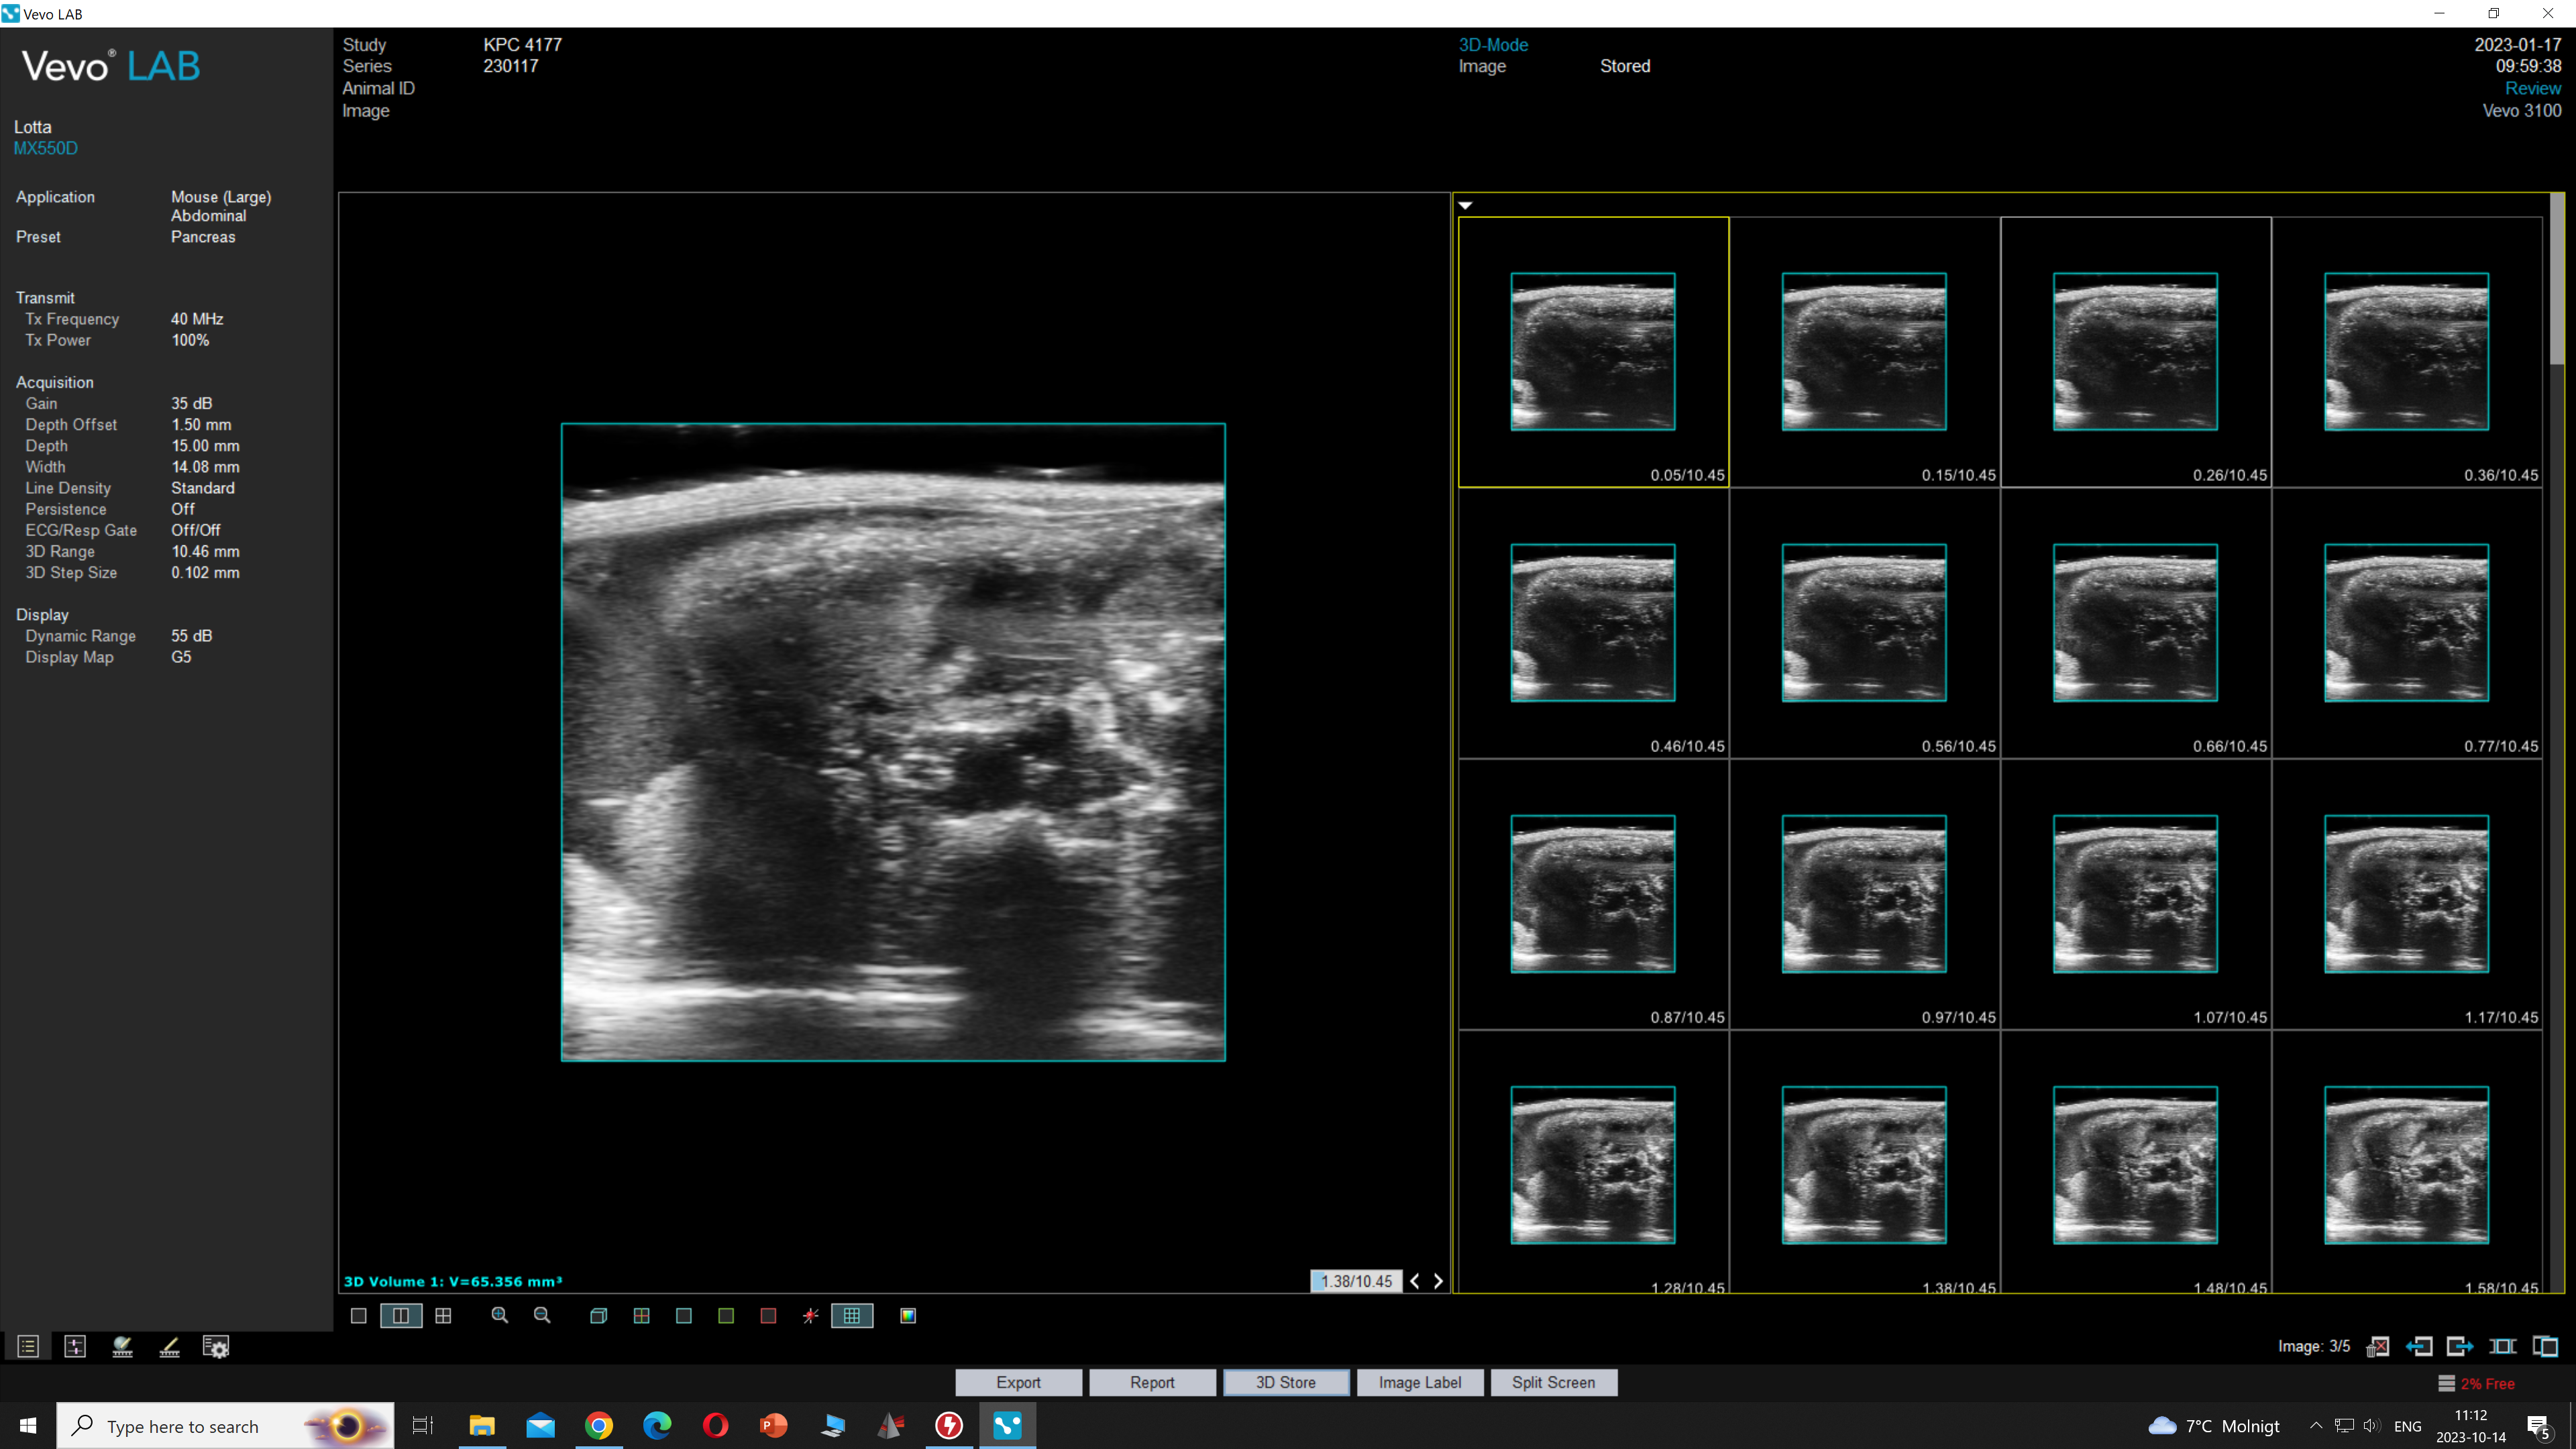 Vevo LAB
Vevo® LAB
Lotta
MX550D
Application Mouse (Large)
Abdominal
Preset Pancreas
Transmit
Tx Frequency 40 MHz
Tx Power 100%
Acquisition
Gain 35 dB
Depth Offset 1.50 mm
Depth 15.00 mm
Width 14.08 mm
Line Density Standard
Persistence Off
ECG/Resp Gate Off/Off
3D Range 10.46 mm
3D Step Size 0.102 mm
Display
Dynamic Range 55 dB
Display Map G5
Study KPC 4177
Series 230117
Animal ID
Image
3D-Mode
Image Stored
2023-01-17
09:59:38
Review
Vevo 3100
0.05/10.45 0.15/10.45 0.26/10.45 0.36/10.45
0.46/10.45 0.56/10.45 0.66/10.45 0.77/10.45
0.87/10.45 0.97/10.45 1.07/10.45 1.17/10.45
1.28/10.45 1.38/10.45 1.48/10.45 1.58/10.45
3D Volume 1: V=65.356 mm³
1.38/10.45
Image: 3/5
Export Report 3D Store Image Label Split Screen
2% Free
Type here to search
7°C Molnigt
ENG
11:12
2023-10-14
5